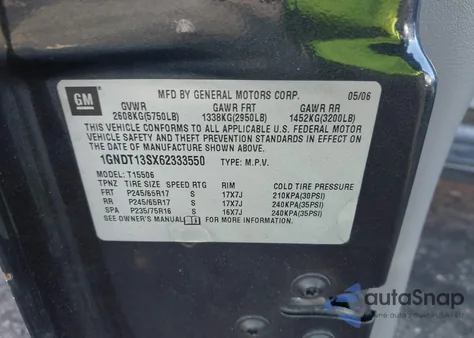 GM
MFD BY GENERAL MOTORS CORP. 05/06
GVWR GAWR FRT GAWR RR
2608KG(5750LB) 1338KG(2950LB) 1452KG(3200LB)
THIS VEHICLE CONFORMS TO ALL APPLICABLE U.S. FEDERAL MOTOR
VEHICLE SAFETY AND THEFT PREVENTION STANDARDS IN EFFECT ON
THE DATE OF MANUFACTURE SHOWN ABOVE.
1GNDT13SX62333550 TYPE: M.P.V.
MODEL: T15506
TPNZ TIRE SIZE SPEED RTG RIM COLD TIRE PRESSURE
FRT P245/65R17 S 17X7J 210KPA(30PSI)
RR P245/65R17 S 17X7J 240KPA(35PSI)
SPA P235/75R16 S 16X7J 240KPA(35PSI)
SEE OWNER'S MANUAL FOR MORE INFORMATION.
autoSnap